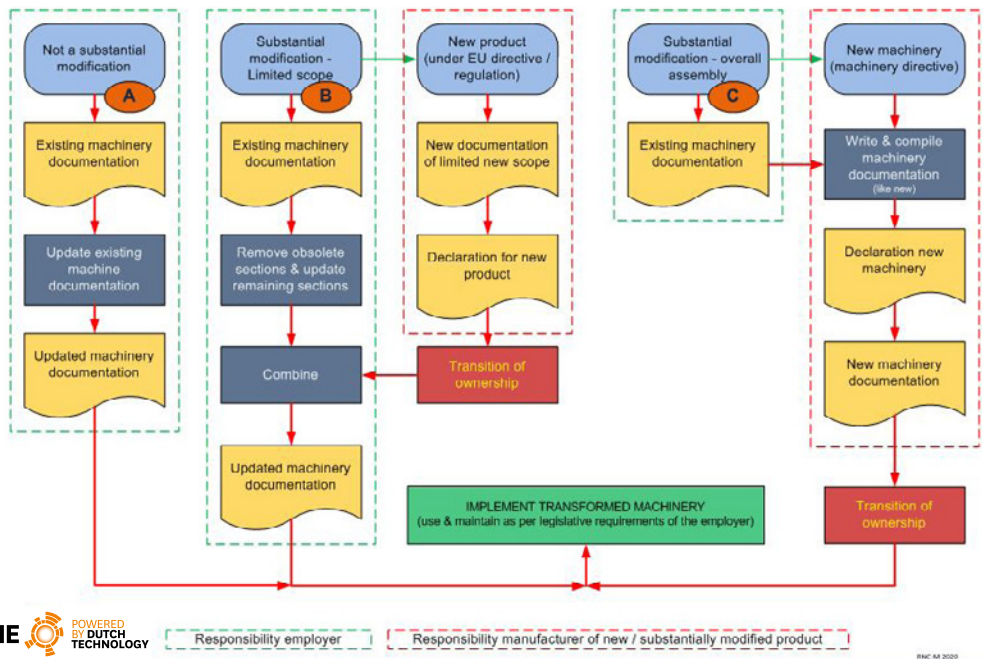 Not a substantial
modification
A
Existing machinery
documentation
Update existing
machine
documentation
Updated machinery
documentation
Substantial
modification -
Limited scope
B
Existing machinery
documentation
Remove obsolete
sections & update
remaining sections
Combine
Updated machinery
documentation
New product
(under EU directive /
regulation)
New documentation
of limited new scope
Declaration for new
product
Transition of
ownership
Substantial
modification - overall
assembly
C
Existing machinery
documentation
New machinery
(machinery directive)
Write & compile
machinery
documentation
(like new)
Declaration new
machinery
New machinery
documentation
Transition of
ownership
IMPLEMENT TRANSFORMED MACHINERY
(use & maintain as per legislative requirements of the employer)
IE
POWERED
BY DUTCH
TECHNOLOGY
Responsibility employer
Responsibility manufacturer of new / substantially modified product